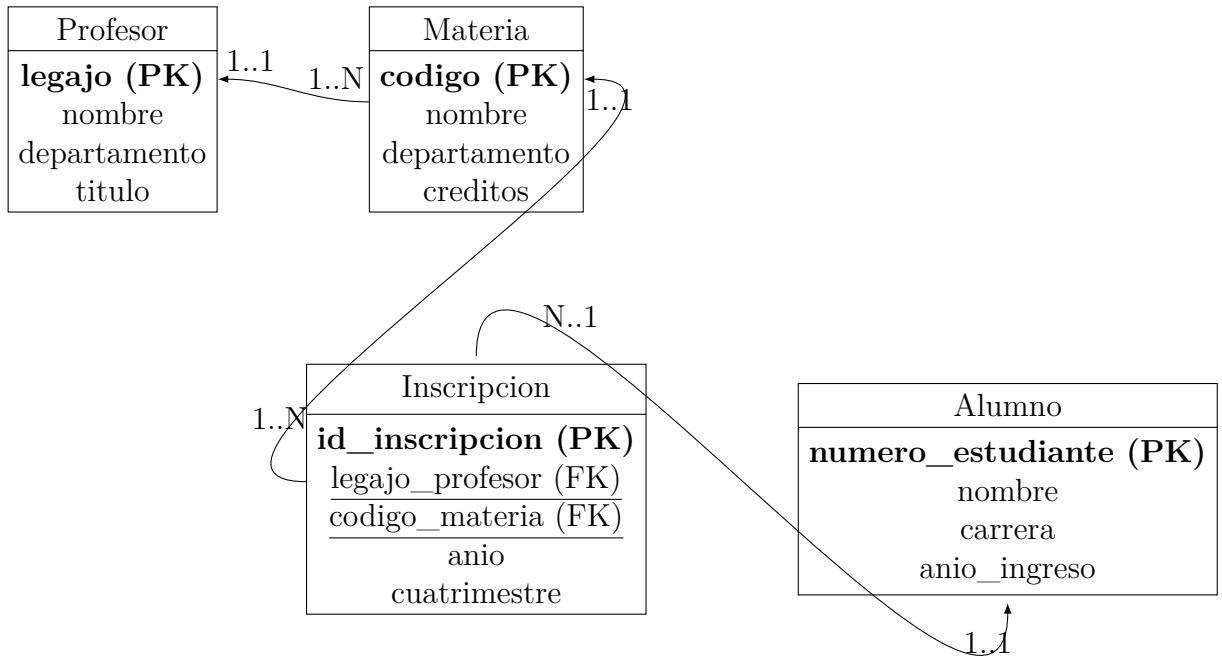 Profesor
legajo (PK)
nombre
departamento
titulo
1..1
1..N
Materia
codigo (PK)
nombre
departamento
creditos
1..1
N..1
1..N
Inscripcion
id_inscripcion (PK)
legajo_profesor (FK)
codigo_materia (FK)
anio
cuatrimestre
Alumno
numero_estudiante (PK)
nombre
carrera
anio_ingreso
1..1